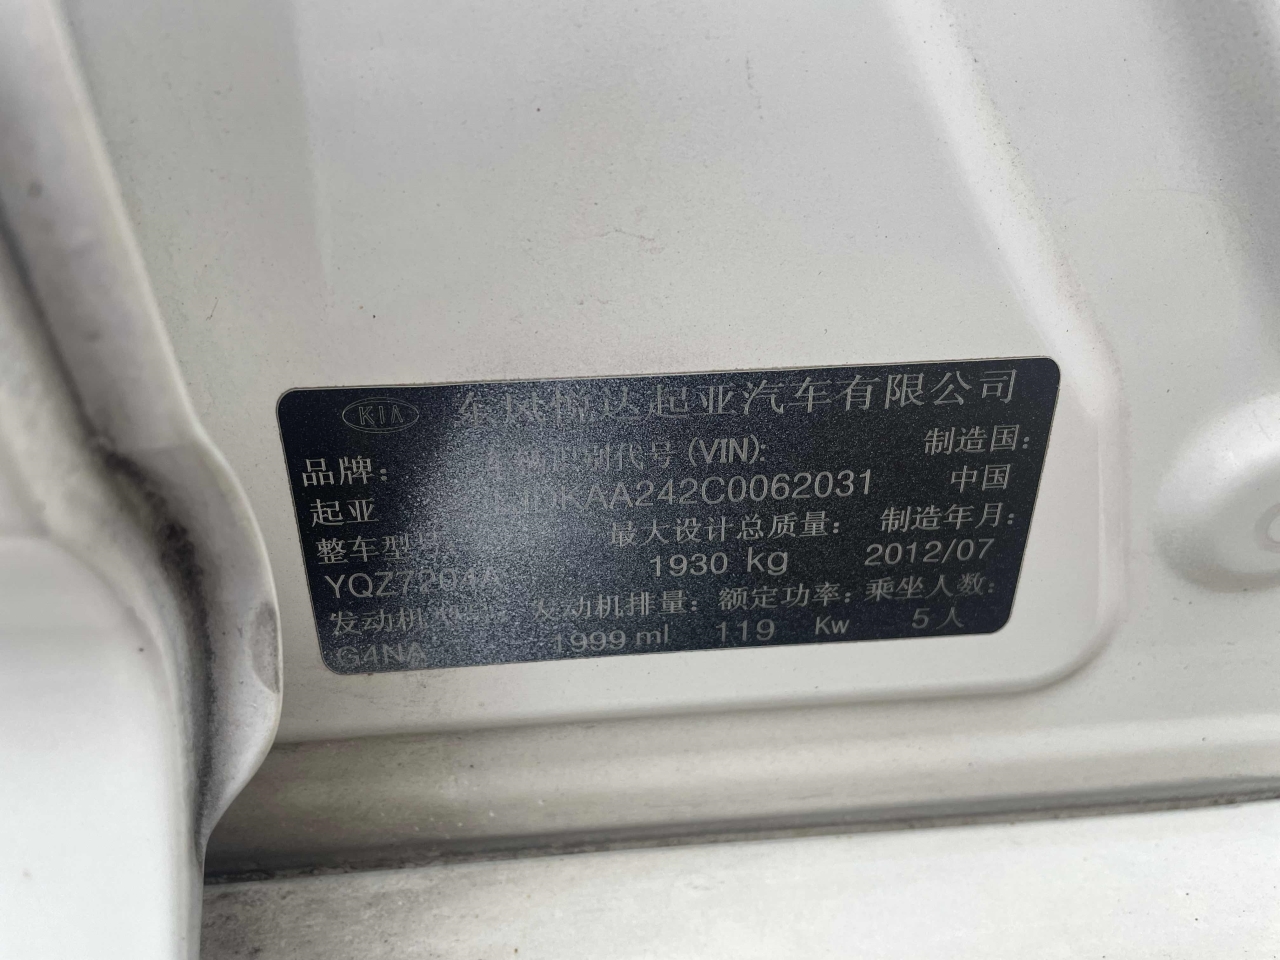 KIA 东风悦达起亚汽车有限公司
品牌: 车辆识别代号(VIN): 制造国:
起亚 KAA242C0062031 中国
整车型号 最大设计总质量: 制造年月:
YQZ7204A 1930 kg 2012/07
发动机型号: 发动机排量: 额定功率: 乘坐人数:
G4NA 1999 ml 119 Kw 5 人